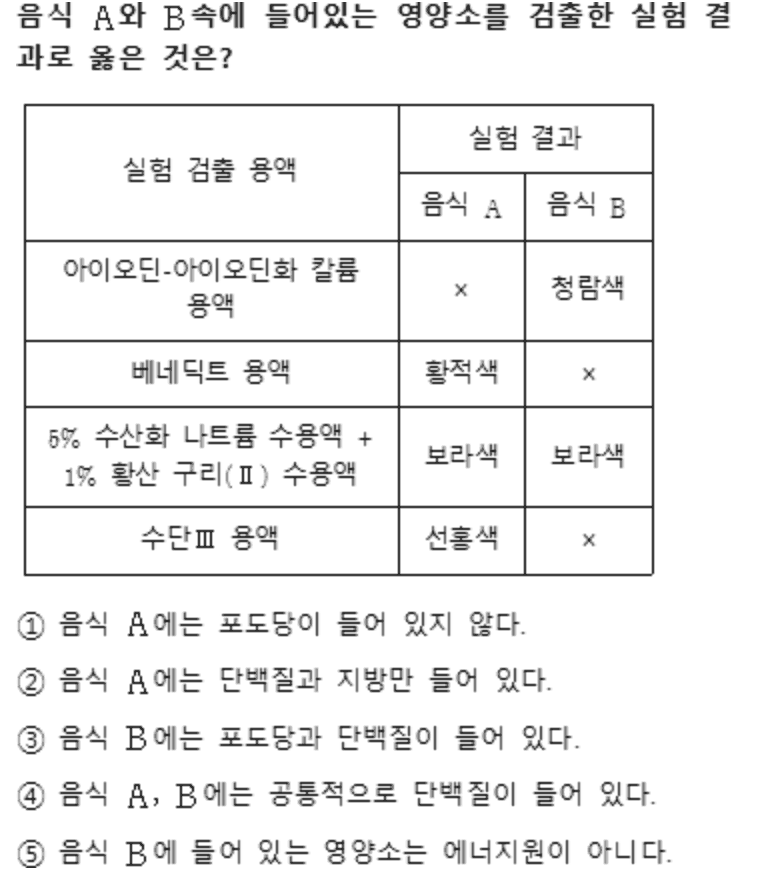 음식 A와 B속에 들어있는 영양소를 검출한 실험 결
과로 옳은 것은?
실험 검출 용액
실험 결과
음식 A
음식 B
아이오딘-아이오딘화 칼륨
용액
×
청람색
베네딕트 용액
황적색
×
5% 수산화 나트륨 수용액 +
1% 황산 구리(Ⅱ) 수용액
보라색
보라색
수단Ⅲ 용액
선홍색
×
① 음식 A에는 포도당이 들어 있지 않다.
② 음식 A에는 단백질과 지방만 들어 있다.
③ 음식 B에는 포도당과 단백질이 들어 있다.
④ 음식 A, B에는 공통적으로 단백질이 들어 있다.
⑤ 음식 B에 들어 있는 영양소는 에너지원이 아니다.